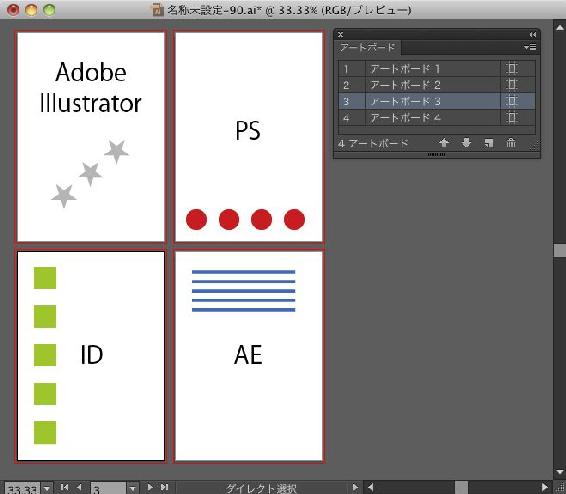 名称未設定-90.ai* @ 33.33% (RGB/プレビュー)
Adobe
Illustrator
PS
ID
AE
アートボード
1 アートボード 1
2 アートボード 2
3 アートボード 3
4 アートボード 4
4 アートボード
33.33
3
ダイレクト選択